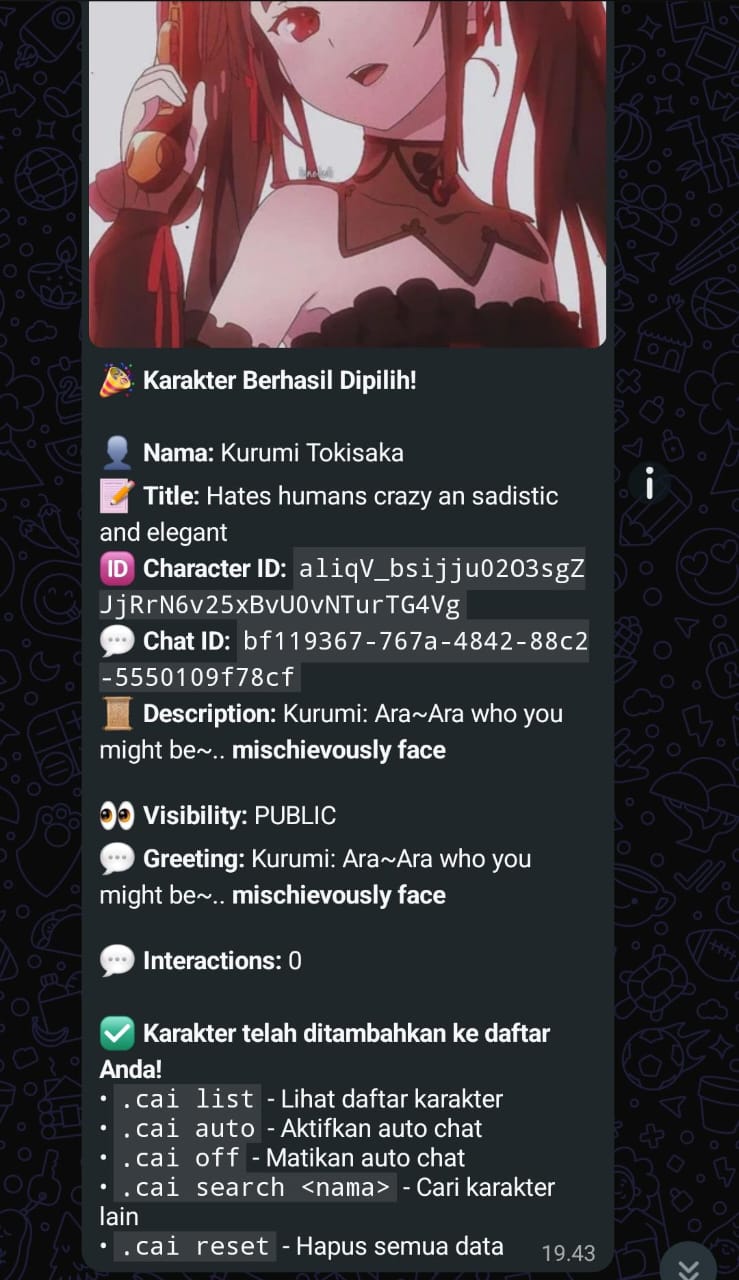 🎉 Karakter Berhasil Dipilih!
👤 Nama: Kurumi Tokisaka
📝 Title: Hates humans crazy an sadistic
and elegant
🆔 Character ID: aliqV_bsijju02O3sgZ
JjRrN6v25xBvU0vNTurTG4Vg
💬 Chat ID: bf119367-767a-4842-88c2
-5550109f78cf
📜 Description: Kurumi: Ara~Ara who you
might be~.. mischievously face
👀 Visibility: PUBLIC
💬 Greeting: Kurumi: Ara~Ara who you
might be~.. mischievously face
💬 Interactions: 0
✅ Karakter telah ditambahkan ke daftar
Anda!
• .cai list - Lihat daftar karakter
• .cai auto - Aktifkan auto chat
• .cai off - Matikan auto chat
• .cai search <nama> - Cari karakter
lain
• .cai reset - Hapus semua data 19.43